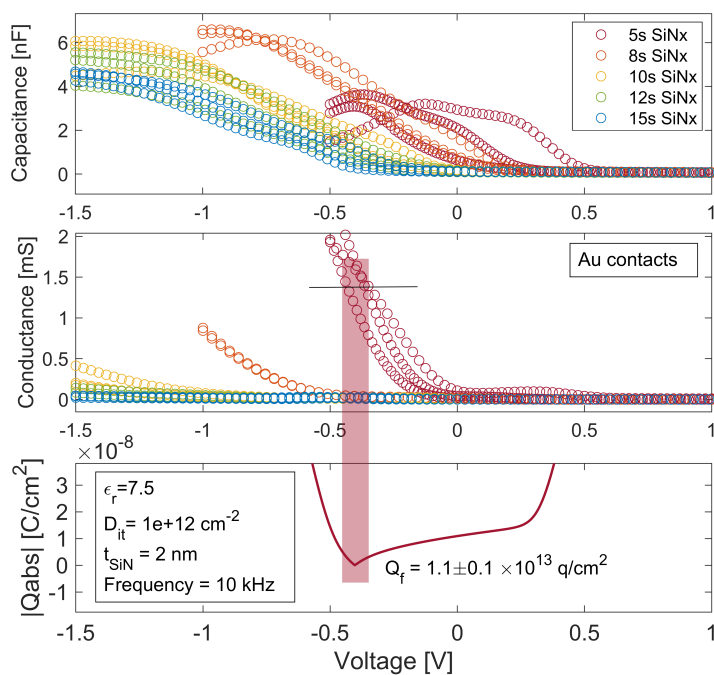 Capacitance [nF]
6
4
2
0
5s SiNx
8s SiNx
10s SiNx
12s SiNx
15s SiNx
-1.5 -1 -0.5 0 0.5 1
Conductance [mS]
2
1.5
1
0.5
0
Au contacts
-1.5 -1 -0.5 0 0.5 1
×10⁻⁸
|Qabs| [C/cm²]
3
2
1
0
-1
ϵᵣ=7.5
D_it= 1e+12 cm⁻²
t_SiN = 2 nm
Frequency = 10 kHz
Q_f = 1.1±0.1 ×10¹³ q/cm²
-1.5 -1 -0.5 0 0.5 1
Voltage [V]